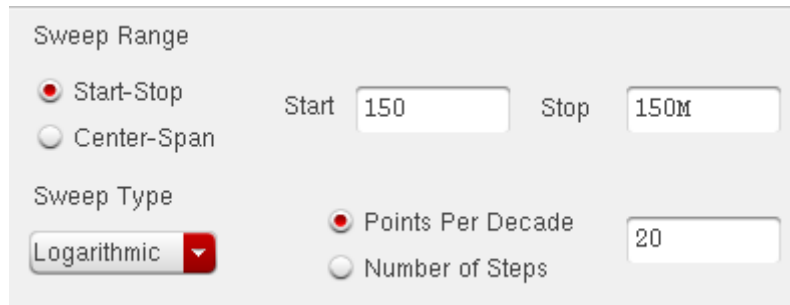 Sweep Range
Start-Stop
Start 150 Stop 150M
Center-Span
Sweep Type
Points Per Decade
20
Logarithmic
Number of Steps